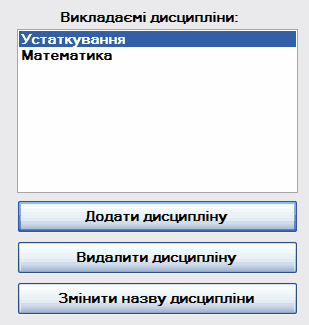 Викладаємі дисципліни:
Устаткування
Математика
Додати дисципліну
Видалити дисципліну
Змінити назву дисципліни